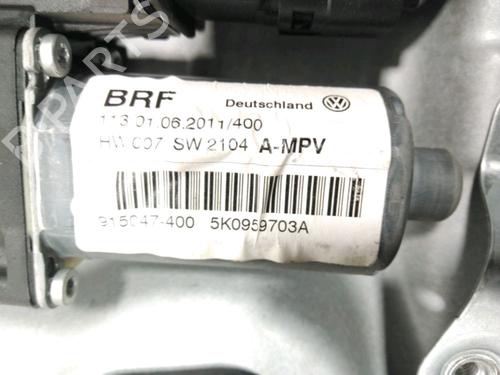 BRF Deutschland
113 01.06.2011/400
HW 007 SW 2104 A-MPV
915047-400 5K0959703A